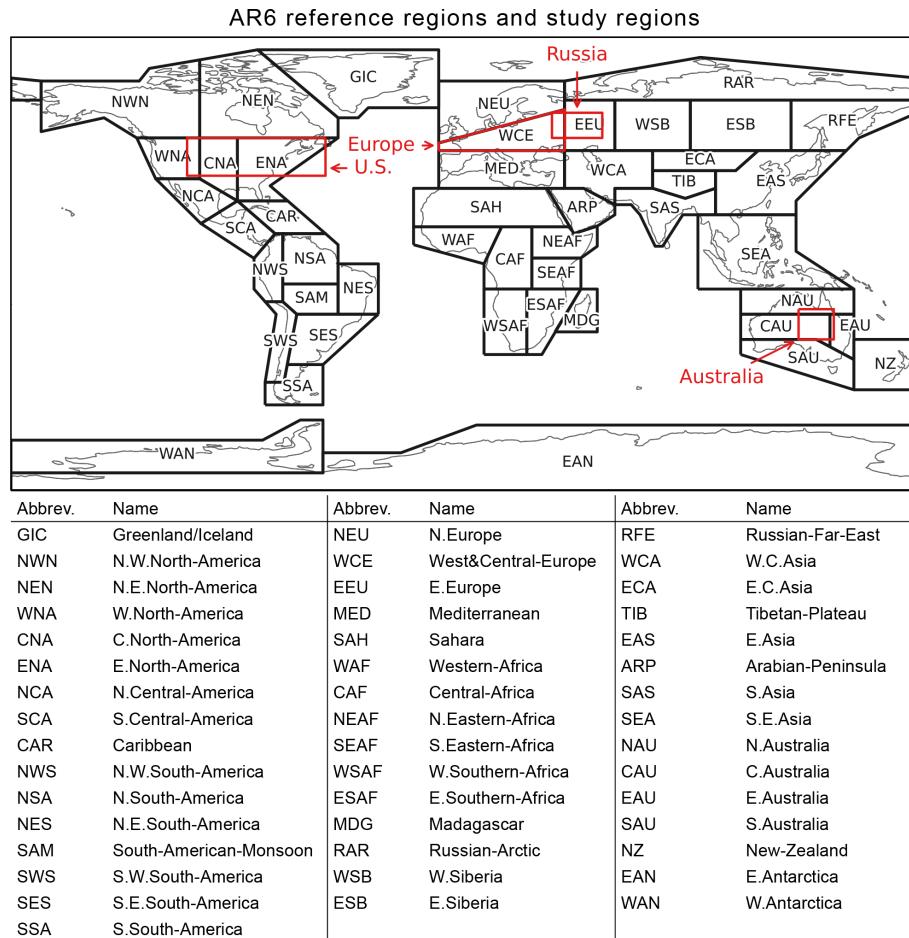 AR6 reference regions and study regions
Russia
GIC
RAR
NWN
NEN
NEU
RFE
WCE
EEU
WSB
ESB
Europe
U.S.
WNA
CNA
ENA
MED
WCA
ECA
TIB
EAS
NCA
SAH
ARP
SAS
SCA
CAR
WAF
CAF
NEAF
SEA
NWS
NSA
SEAF
NES
SAM
ESAF
NAU
WSAF
MDG
CAU
EAU
SWS
SES
SAU
NZ
Australia
SSA
WAN
EAN
Abbrev. Name Abbrev. Name Abbrev. Name
GIC Greenland/Iceland NEU N.Europe RFE Russian-Far-East
NWN N.W.North-America WCE West&Central-Europe WCA W.C.Asia
NEN N.E.North-America EEU E.Europe ECA E.C.Asia
WNA W.North-America MED Mediterranean TIB Tibetan-Plateau
CNA C.North-America SAH Sahara EAS E.Asia
ENA E.North-America WAF Western-Africa ARP Arabian-Peninsula
NCA N.Central-America CAF Central-Africa SAS S.Asia
SCA S.Central-America NEAF N.Eastern-Africa SEA S.E.Asia
CAR Caribbean SEAF S.Eastern-Africa NAU N.Australia
NWS N.W.South-America WSAF W.Southern-Africa CAU C.Australia
NSA N.South-America ESAF E.Southern-Africa EAU E.Australia
NES N.E.South-America MDG Madagascar SAU S.Australia
SAM South-American-Monsoon RAR Russian-Arctic NZ New-Zealand
SWS S.W.South-America WSB W.Siberia EAN E.Antarctica
SES S.E.South-America ESB E.Siberia WAN W.Antarctica
SSA S.South-America